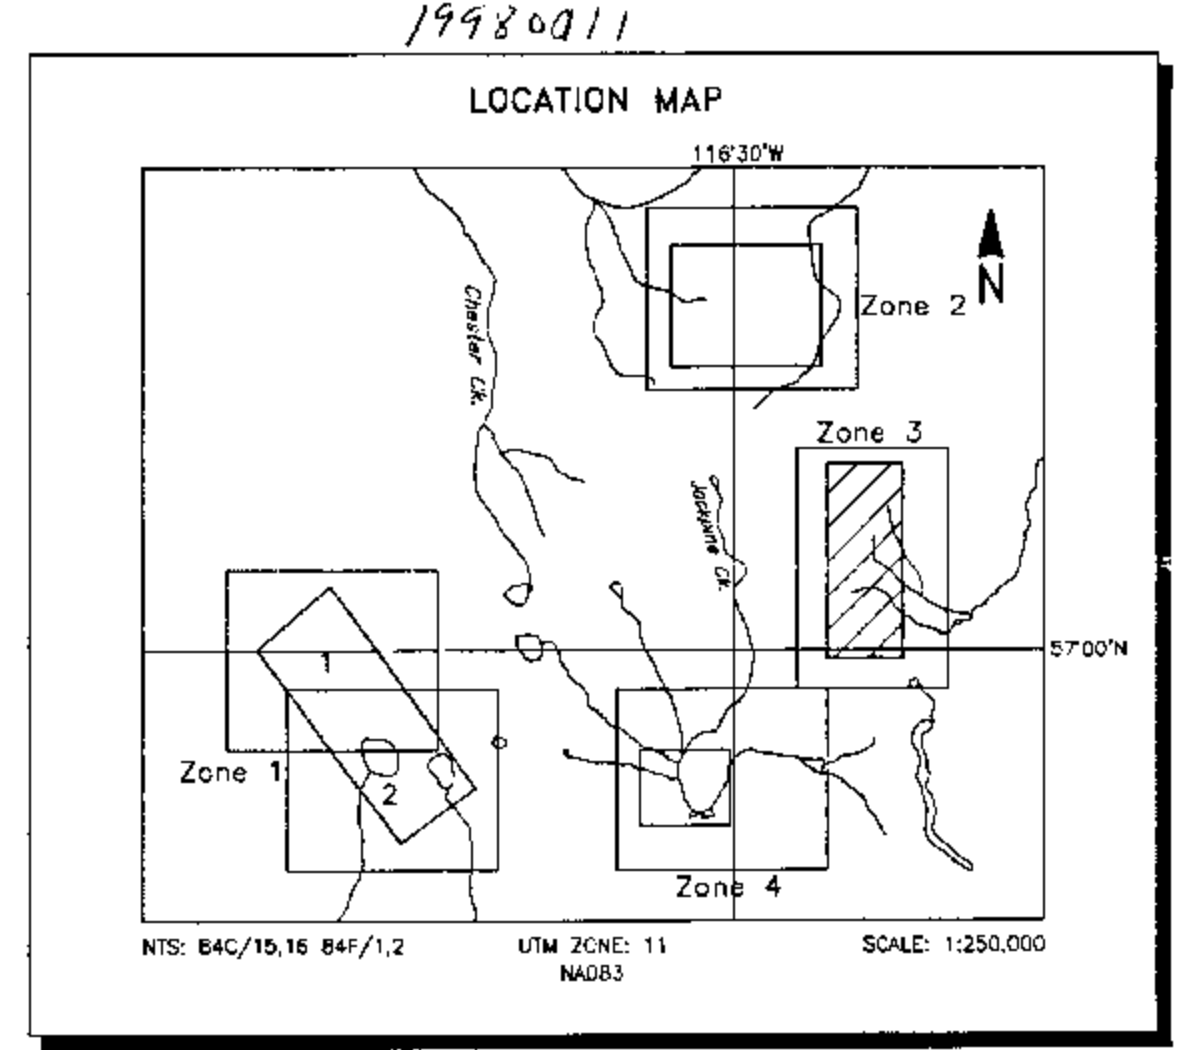 19980011
LOCATION MAP
116°30'W
N
Zone 2
Chester Ck.
Zone 3
Jackpine Ck.
57°00'N
1
Zone 1
2
Zone 4
NTS: 84C/15,16 84F/1,2
UTM ZONE: 11
SCALE: 1:250,000
NAD83